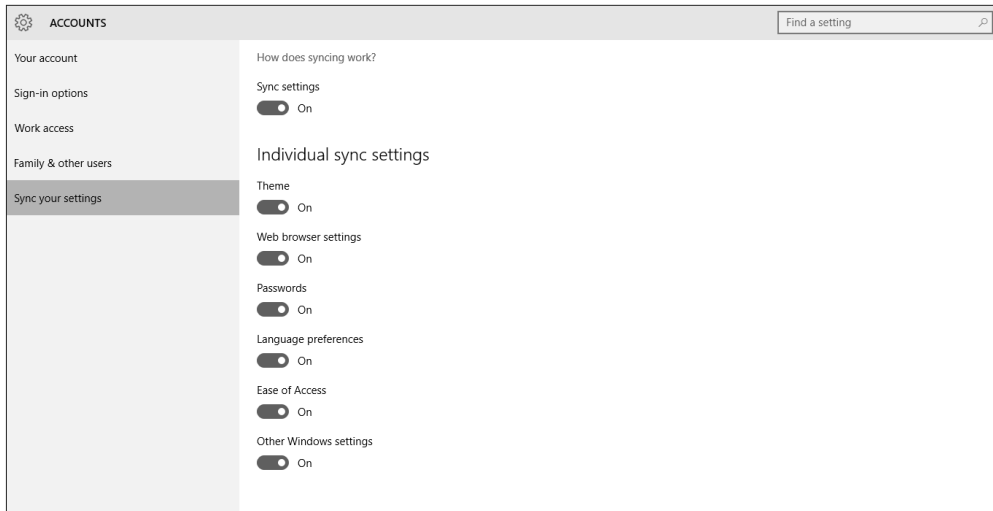 ACCOUNTS
Find a setting
Your account
Sign-in options
Work access
Family & other users
Sync your settings
How does syncing work?
Sync settings
On
Individual sync settings
Theme
On
Web browser settings
On
Passwords
On
Language preferences
On
Ease of Access
On
Other Windows settings
On